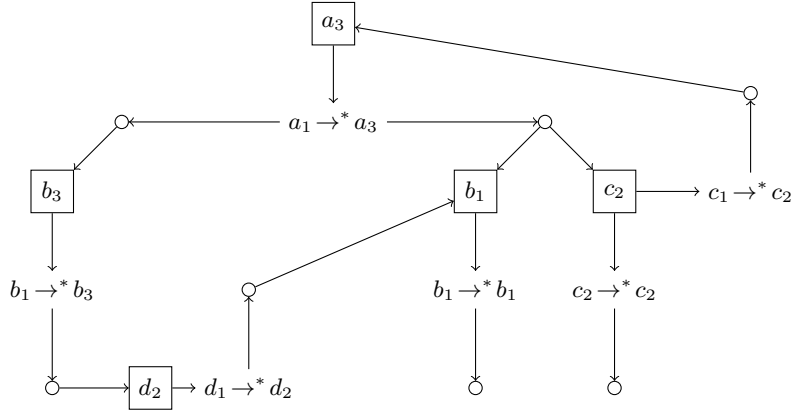 a₃
a₁ →* a₃
b₃ b₁ c₂ c₁ →* c₂
b₁ →* b₃ b₁ →* b₁ c₂ →* c₂
d₂ d₁ →* d₂